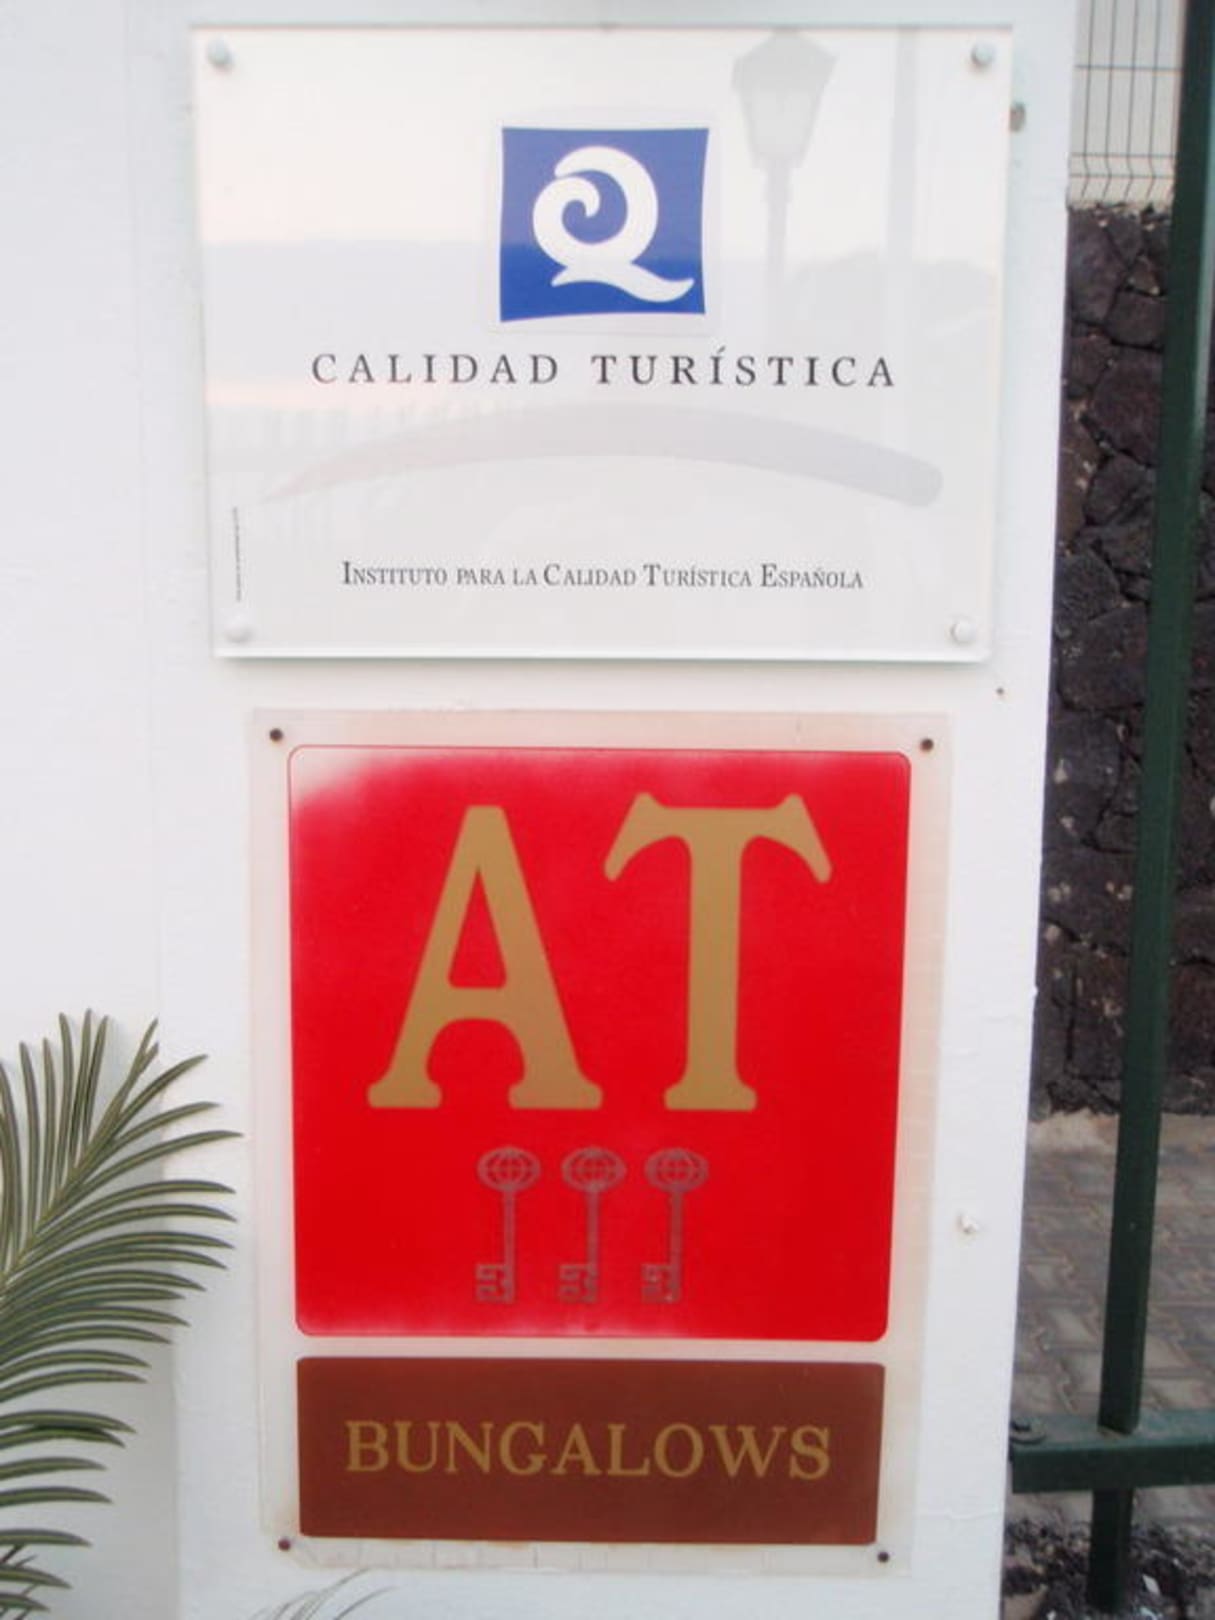 Q
CALIDAD TURÍSTICA
INSTITUTO PARA LA CALIDAD TURÍSTICA ESPAÑOLA
AT
BUNGALOWS